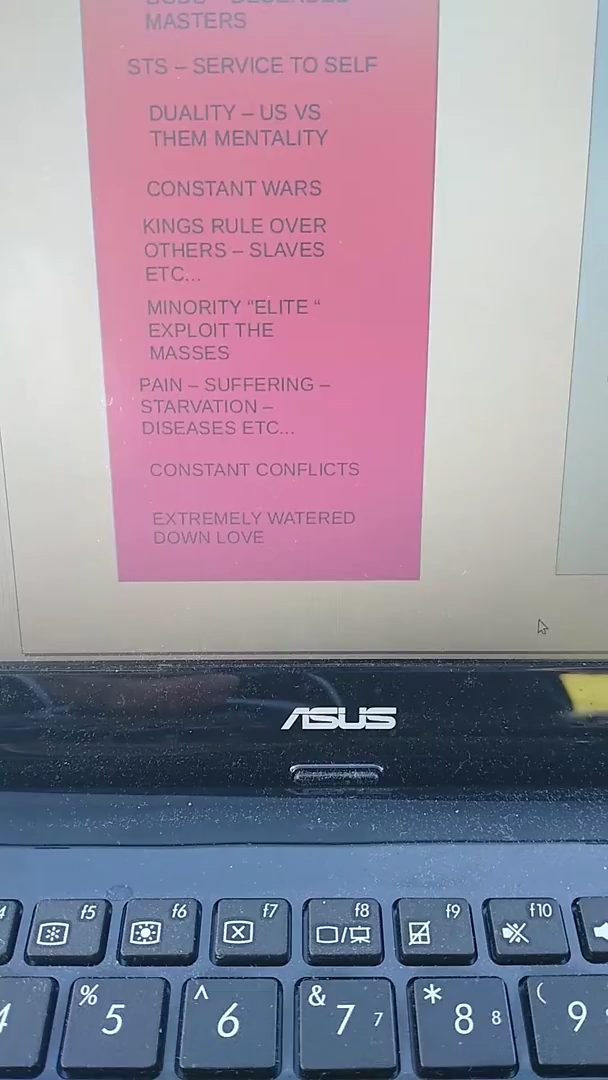 MASTERS
STS – SERVICE TO SELF
DUALITY – US VS
THEM MENTALITY
CONSTANT WARS
KINGS RULE OVER
OTHERS – SLAVES
ETC...
MINORITY "ELITE "
EXPLOIT THE
MASSES
PAIN – SUFFERING –
STARVATION –
DISEASES ETC...
CONSTANT CONFLICTS
EXTREMELY WATERED
DOWN LOVE
ASUS
f5 f6 f7 f8 f9 f10
4 % 5 ^ 6 & 7 7 * 8 8 ( 9